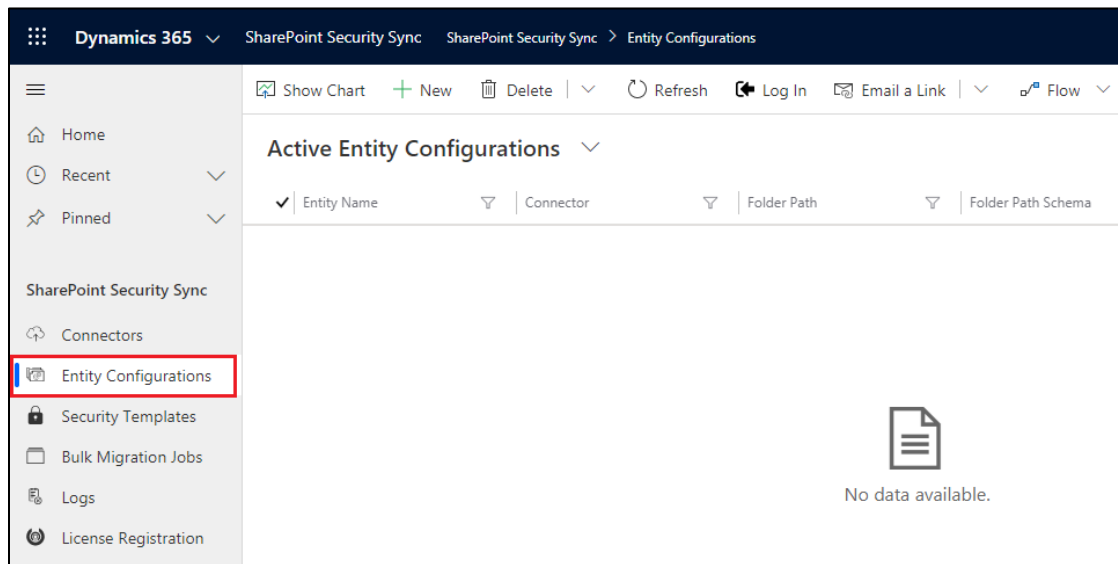 Dynamics 365 SharePoint Security Sync SharePoint Security Sync > Entity Configurations
Show Chart New Delete Refresh Log In Email a Link Flow
Home
Recent
Pinned
Active Entity Configurations
Entity Name Connector Folder Path Folder Path Schema
SharePoint Security Sync
Connectors
Entity Configurations
Security Templates
Bulk Migration Jobs
Logs
License Registration
No data available.